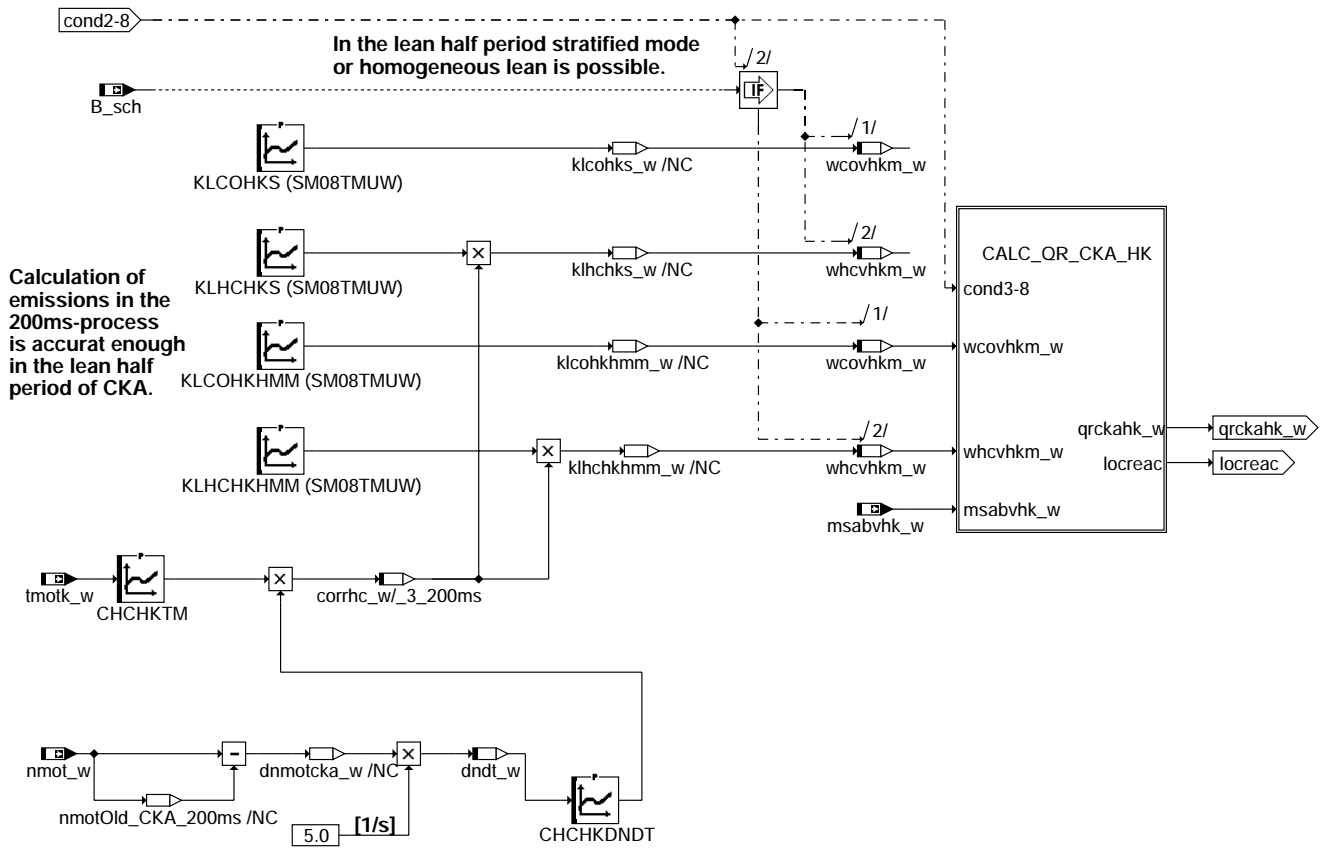 cond2-8
In the lean half period stratified mode
or homogeneous lean is possible.
/2/
IF
B_sch
/1/
P
KLCOHKS (SM08TMUW)
klcohks_w /NC
wcovhkm_w
/2/
P
KLHCHKS (SM08TMUW)
klhchks_w /NC
whcvhkm_w
CALC_QR_CKA_HK
cond3-8
Calculation of
emissions in the
200ms-process
is accurat enough
in the lean half
period of CKA.
/1/
P
KLCOHKHMM (SM08TMUW)
klcohkhmm_w /NC
wcovhkm_w
wcovhkm_w
/2/
P
KLHCHKHMM (SM08TMUW)
klhchkhmm_w /NC
whcvhkm_w
whcvhkm_w
qrckahk_w
qrckahk_w
locreac
locreac
msabvhk_w
msabvhk_w
tmotk_w
P
CHCHKTM
corrhc_w/_3_200ms
nmot_w
nmotOld_CKA_200ms /NC
dnmotcka_w /NC
5.0
[1/s]
dndt_w
P
CHCHKDNDT